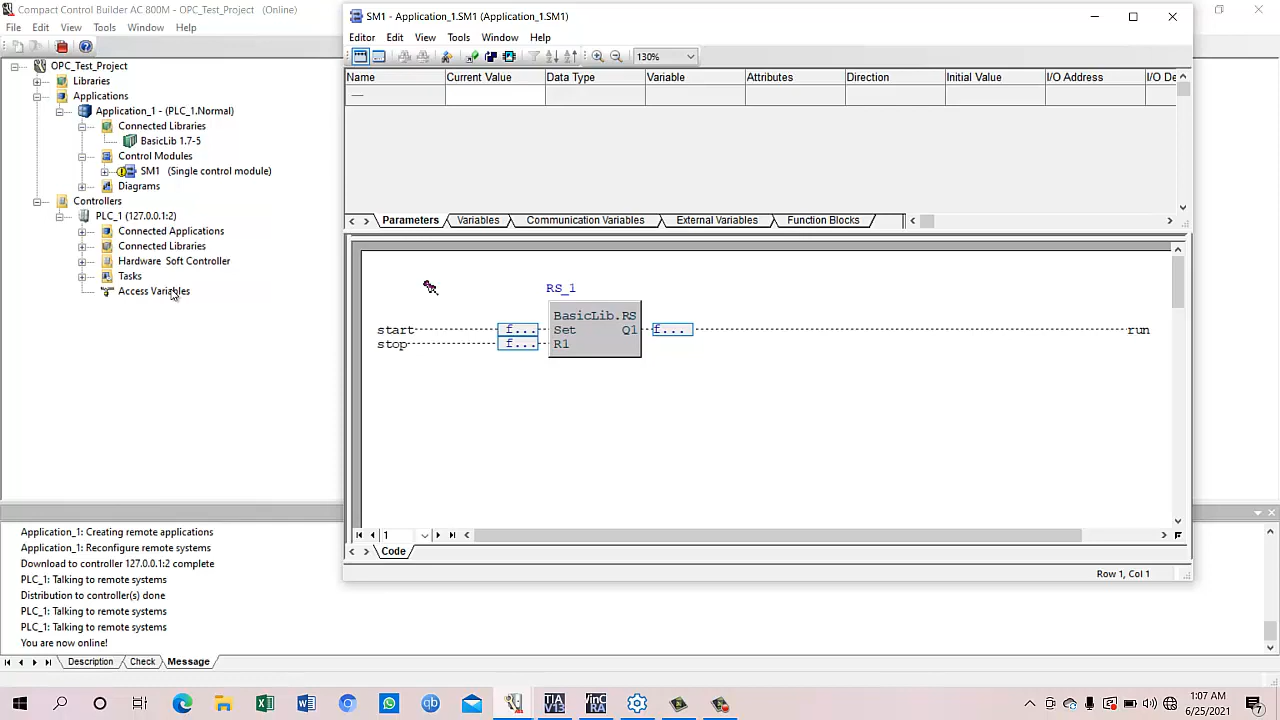 Compact Control Builder AC 800M - OPC_Test_Project (Online)
File Edit View Tools Window Help
OPC_Test_Project
Libraries
Applications
Application_1 - (PLC_1.Normal)
Connected Libraries
BasicLib 1.7-5
Control Modules
SM1 (Single control module)
Diagrams
Controllers
PLC_1 (127.0.0.1:2)
Connected Applications
Connected Libraries
Hardware Soft Controller
Tasks
Access Variables
SM1 - Application_1.SM1 (Application_1.SM1)
Editor Edit View Tools Window Help
130%
Name Current Value Data Type Variable Attributes Direction Initial Value I/O Address I/O De
Parameters Variables Communication Variables External Variables Function Blocks
RS_1
BasicLib.RS
start f... Set Q1 f... run
stop f... R1
1
Code
Row 1, Col 1
Application_1: Creating remote applications
Application_1: Reconfigure remote systems
Download to controller 127.0.0.1:2 complete
PLC_1: Talking to remote systems
Distribution to controller(s) done
PLC_1: Talking to remote systems
PLC_1: Talking to remote systems
You are now online!
Description Check Message
1:07 AM
6/25/2021
7